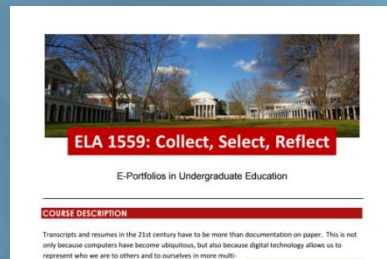 ELA 1559: Collect, Select, Reflect
E-Portfolios in Undergraduate Education
COURSE DESCRIPTION
Transcripts and resumes in the 21st century have to be more than documentation on paper. This is not
only because computers have become ubiquitous, but also because digital technology allows us to
represent who we are to others and to ourselves in more multi-